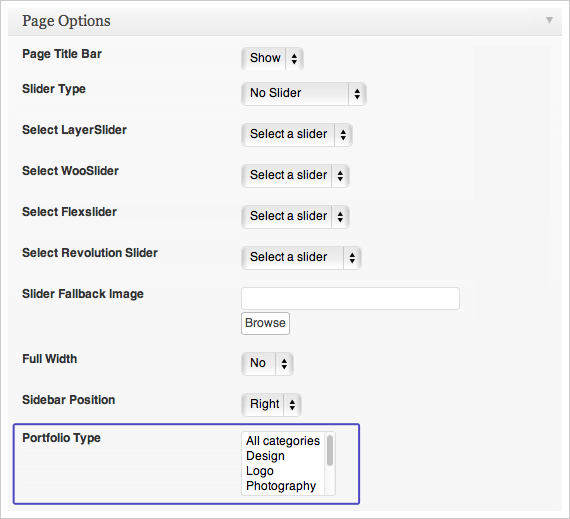 Page Options
Page Title Bar Show
Slider Type No Slider
Select LayerSlider Select a slider
Select WooSlider Select a slider
Select Flexslider Select a slider
Select Revolution Slider Select a slider
Slider Fallback Image
Browse
Full Width No
Sidebar Position Right
Portfolio Type All categories
Design
Logo
Photography